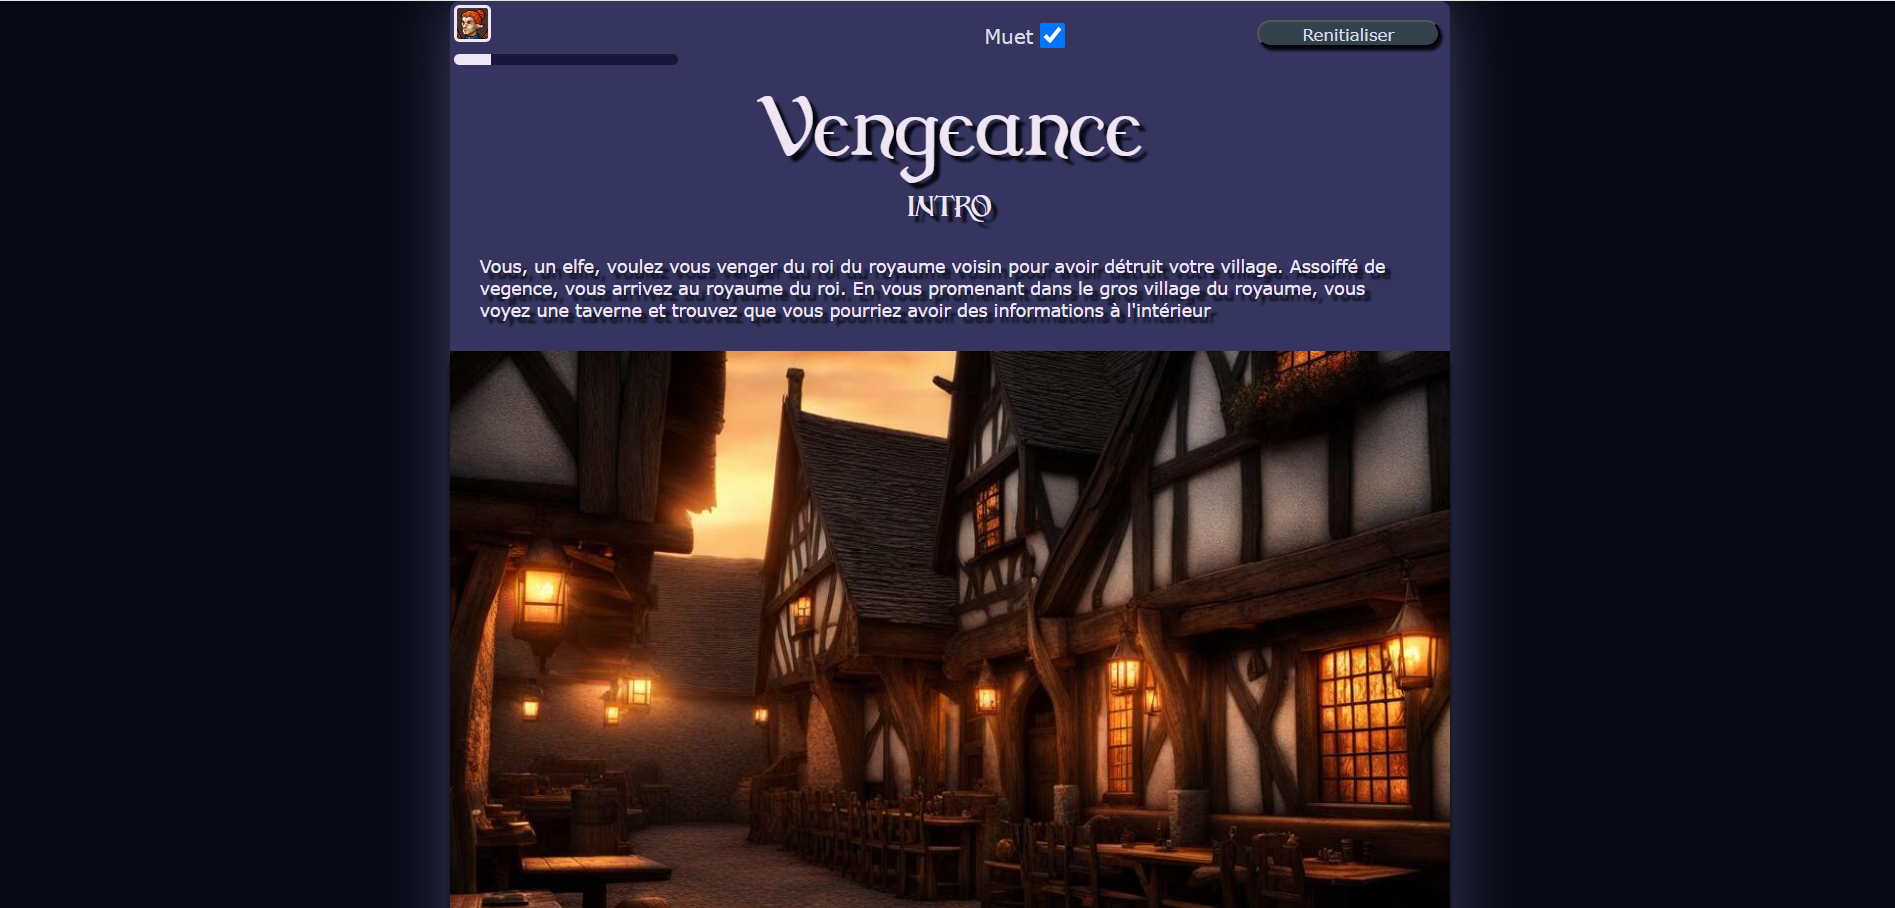 Muet
Renitialiser
Vengeance
INTRO
Vous, un elfe, voulez vous venger du roi du royaume voisin pour avoir détruit votre village. Assoiffé de
vegence, vous arrivez au royaume du roi. En vous promenant dans le gros village du royaume, vous
voyez une taverne et trouvez que vous pourriez avoir des informations à l'intérieur